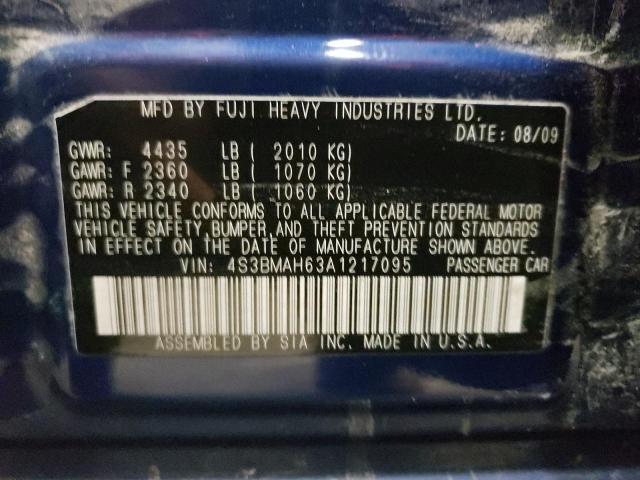 MFD BY FUJI HEAVY INDUSTRIES LTD.
DATE: 08/09
GVWR: 4435 LB ( 2010 KG)
GAWR: F 2360 LB ( 1070 KG)
GAWR: R 2340 LB ( 1060 KG)
THIS VEHICLE CONFORMS TO ALL APPLICABLE FEDERAL MOTOR
VEHICLE SAFETY, BUMPER, AND THEFT PREVENTION STANDARDS
IN EFFECT ON THE DATE OF MANUFACTURE SHOWN ABOVE.
VIN: 4S3BMAH63A1217095 PASSENGER CAR
ASSEMBLED BY SIA INC. MADE IN U.S.A.